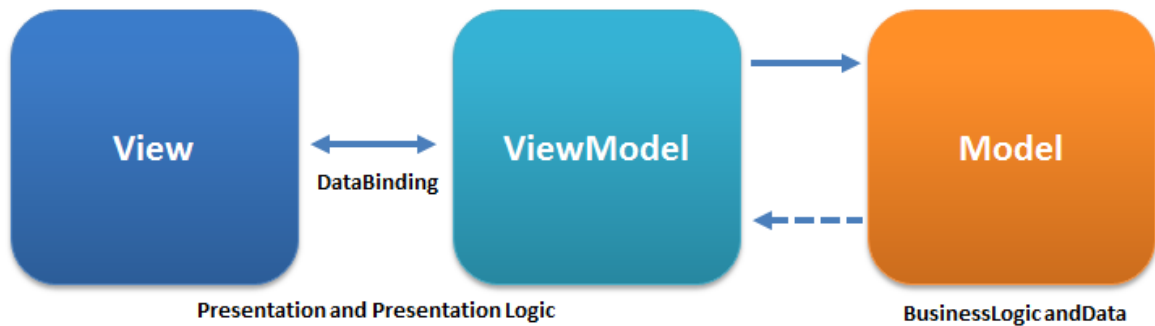 View
ViewModel
Model
DataBinding
Presentation and Presentation Logic
BusinessLogic andData